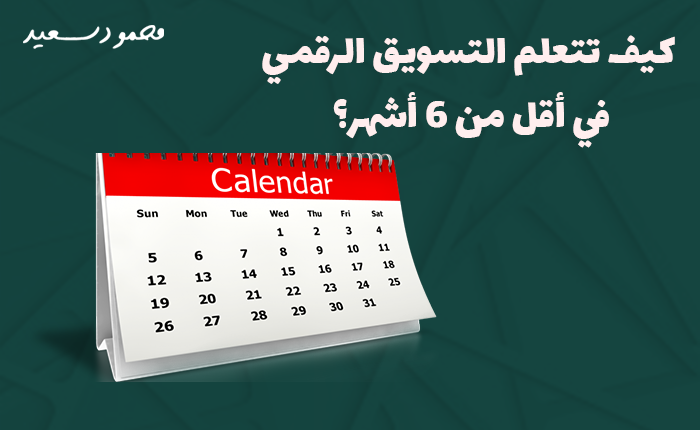 محمود سعيد
كيف تتعلم التسويق الرقمي
في أقل من 6 أشهر؟
Calendar
Sun Mon Tue Wed Thu Fri Sat
1 2 3 4
5 6 7 8 9 10 11
12 13 14 15 16 17 18
19 20 21 22 23 24 25
26 27 28 29 30 31